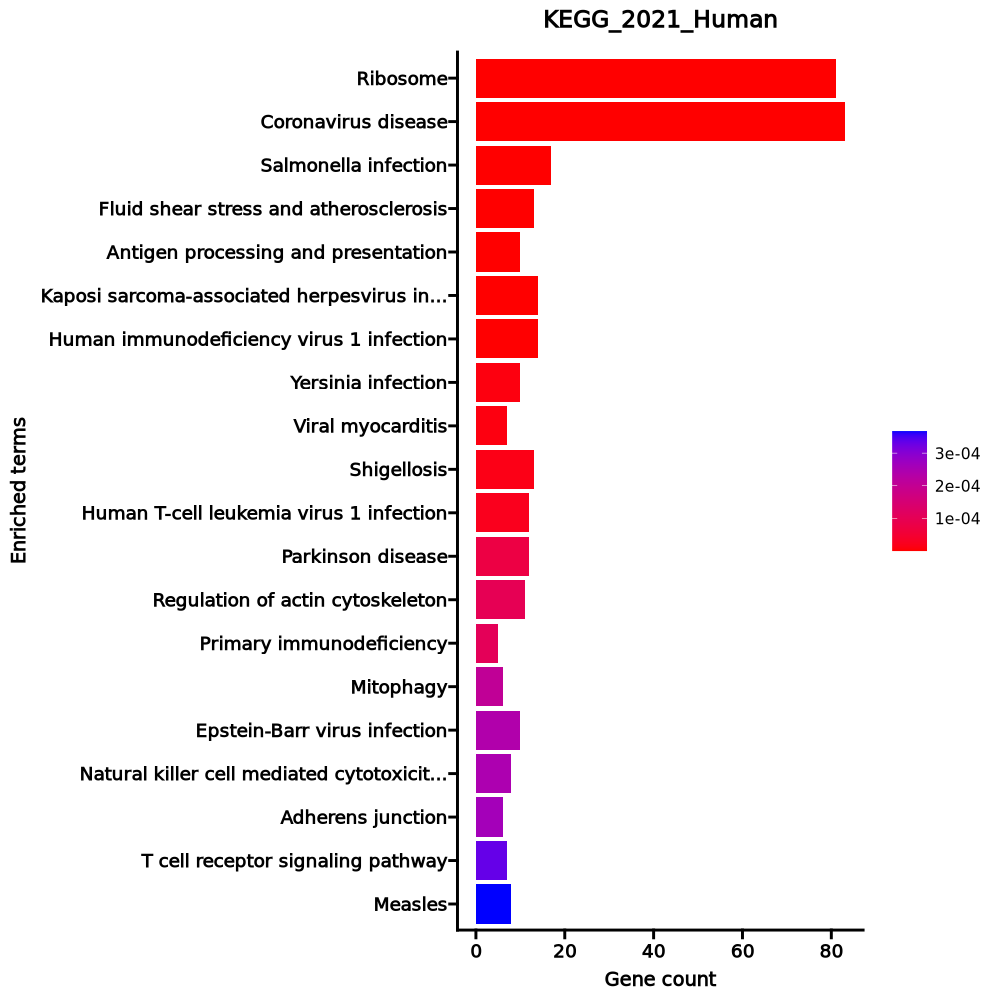 KEGG_2021_Human
Ribosome
Coronavirus disease
Salmonella infection
Fluid shear stress and atherosclerosis
Antigen processing and presentation
Kaposi sarcoma-associated herpesvirus in...
Human immunodeficiency virus 1 infection
Yersinia infection
Viral myocarditis
Shigellosis
Human T-cell leukemia virus 1 infection
Parkinson disease
Regulation of actin cytoskeleton
Primary immunodeficiency
Mitophagy
Epstein-Barr virus infection
Natural killer cell mediated cytotoxicit...
Adherens junction
T cell receptor signaling pathway
Measles
Enriched terms
0 20 40 60 80
Gene count
3e-04
2e-04
1e-04